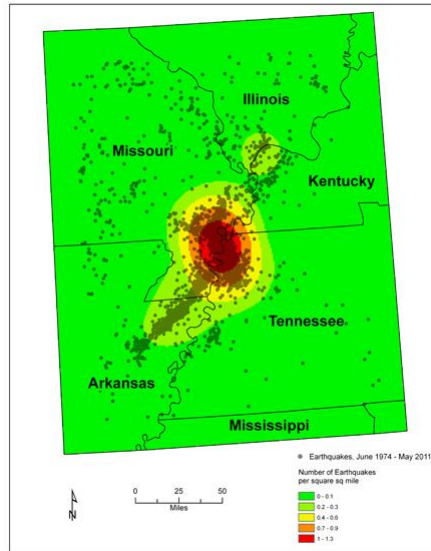 Illinois
Missouri
Kentucky
Tennessee
Arkansas
Mississippi
Earthquakes, June 1974 - May 2011
Number of Earthquakes
per square sq mile
0 - 0.1
0.2 - 0.3
0.4 - 0.6
0.7 - 0.9
1 - 1.3
0 25 50
Miles
N